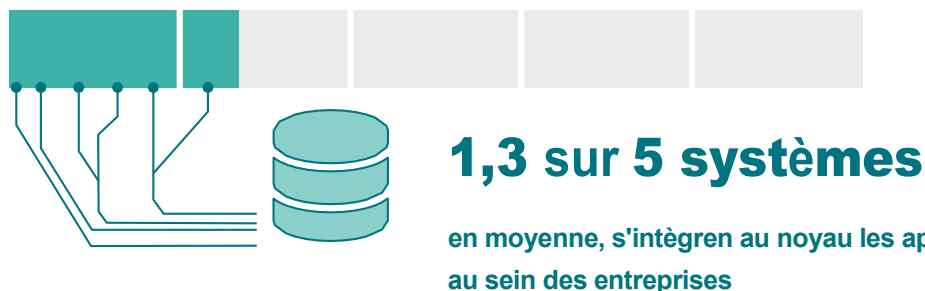 1,3 sur 5 systèmes
en moyenne, s'intègren au noyau les
au sein des entreprises